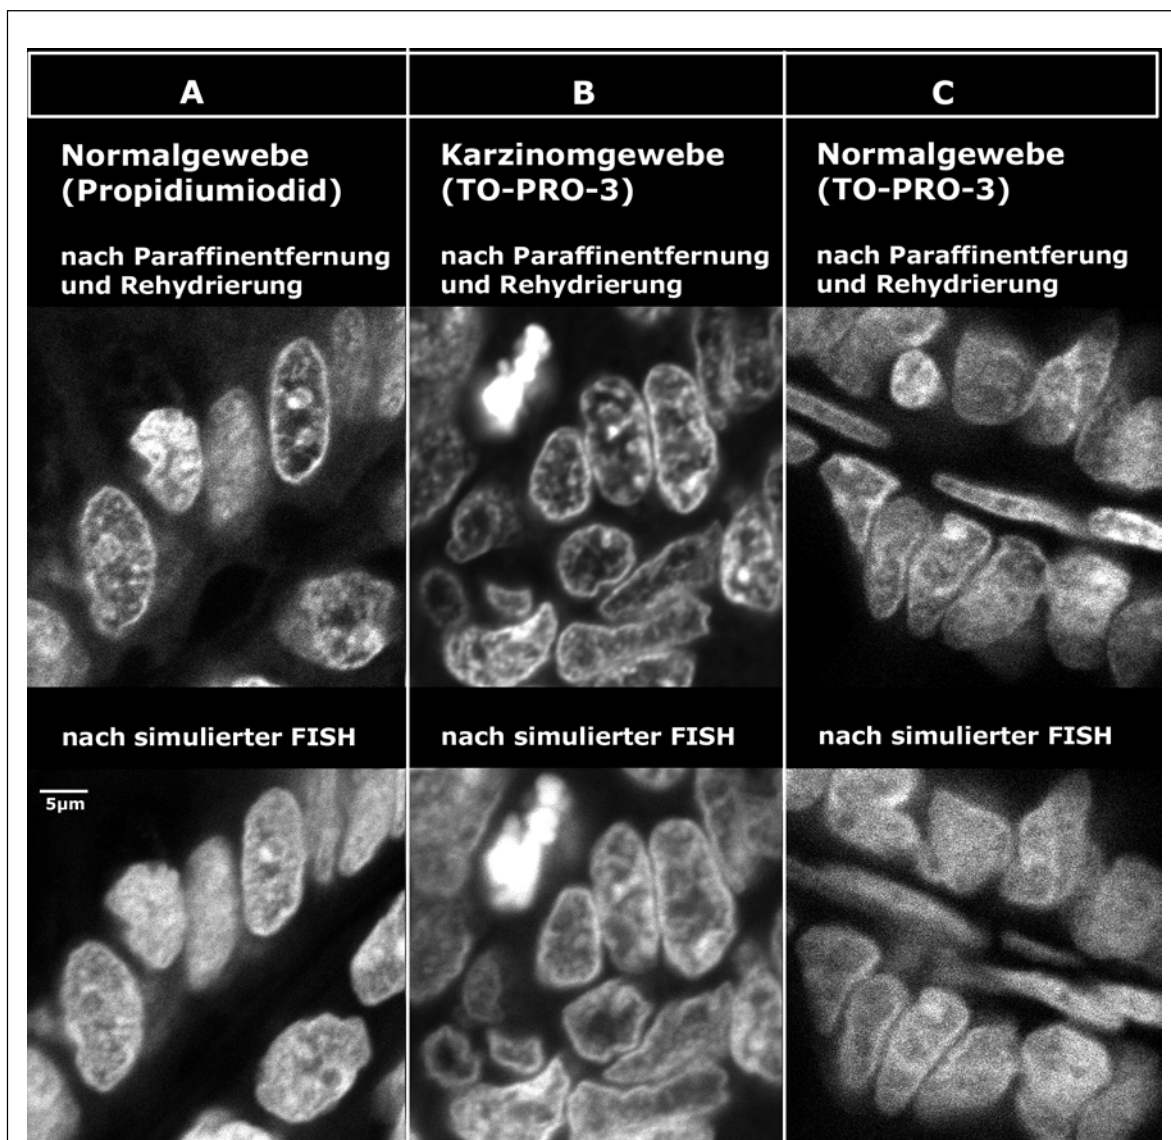 A
B
C
Normalgewebe
(Propidiumiodid)
nach Paraffinentfernung
und Rehydrierung
Karzinomgewebe
(TO-PRO-3)
nach Paraffinentfernung
und Rehydrierung
Normalgewebe
(TO-PRO-3)
nach Paraffinentferung
und Rehydrierung
nach simulierter FISH
nach simulierter FISH
nach simulierter FISH
5µm